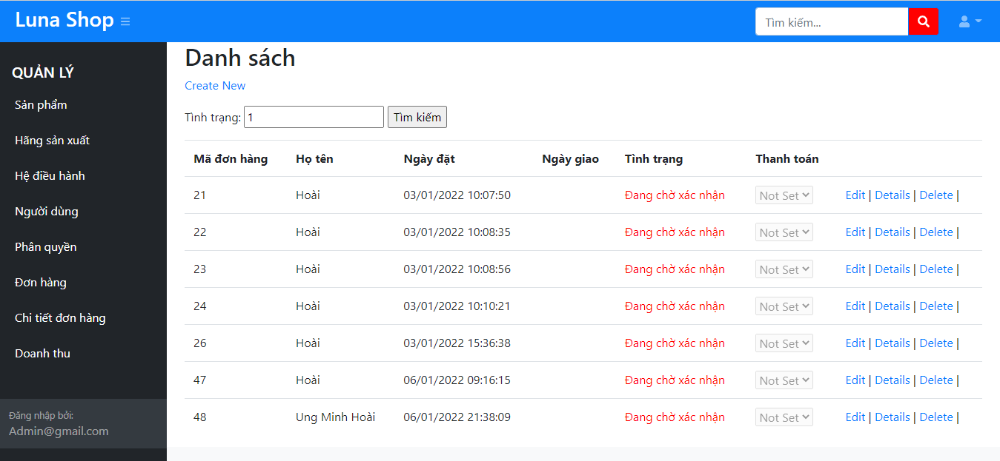 Luna Shop
Tìm kiếm...
QUẢN LÝ
Sản phẩm
Hãng sản xuất
Hệ điều hành
Người dùng
Phân quyền
Đơn hàng
Chi tiết đơn hàng
Doanh thu
Đăng nhập bởi:
Admin@gmail.com
Danh sách
Create New
Tình trạng: 1 Tìm kiếm
Mã đơn hàng Họ tên Ngày đặt Ngày giao Tình trạng Thanh toán
21 Hoài 03/01/2022 10:07:50 Đang chờ xác nhận Not Set Edit | Details | Delete |
22 Hoài 03/01/2022 10:08:35 Đang chờ xác nhận Not Set Edit | Details | Delete |
23 Hoài 03/01/2022 10:08:56 Đang chờ xác nhận Not Set Edit | Details | Delete |
24 Hoài 03/01/2022 10:10:21 Đang chờ xác nhận Not Set Edit | Details | Delete |
26 Hoài 03/01/2022 15:36:38 Đang chờ xác nhận Not Set Edit | Details | Delete |
47 Hoài 06/01/2022 09:16:15 Đang chờ xác nhận Not Set Edit | Details | Delete |
48 Ung Minh Hoài 06/01/2022 21:38:09 Đang chờ xác nhận Not Set Edit | Details | Delete |